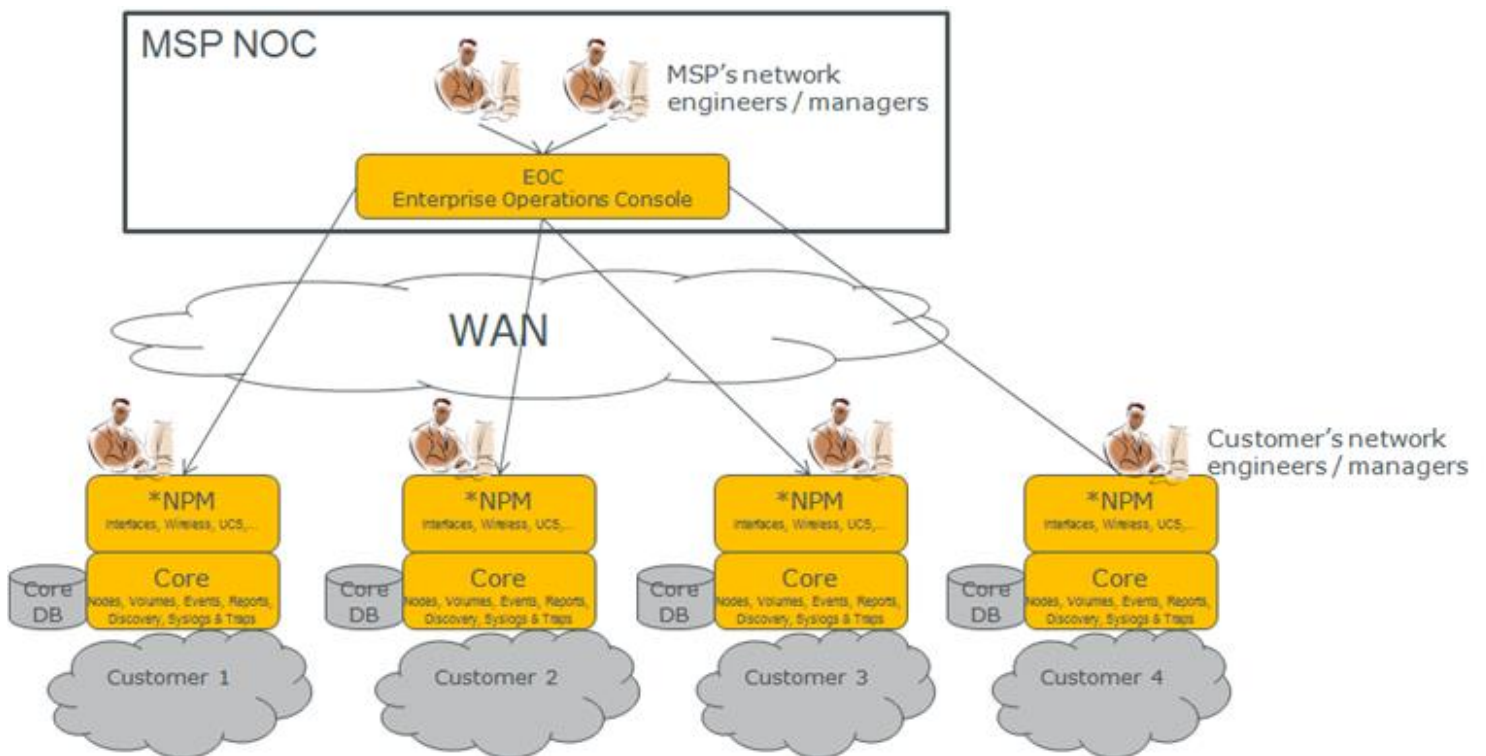 MSP NOC
MSP's network
engineers / managers
EOC
Enterprise Operations Console
WAN
Customer's network
engineers / managers
*NPM
Interfaces, Wireless, UCS,...
Core
Nodes, Volumes, Events, Reports,
Discovery, Syslogs & Traps
Core
DB
Customer 1
*NPM
Interfaces, Wireless, UCS,...
Core
Nodes, Volumes, Events, Reports,
Discovery, Syslogs & Traps
Core
DB
Customer 2
*NPM
Interfaces, Wireless, UCS,...
Core
Nodes, Volumes, Events, Reports,
Discovery, Syslogs & Traps
Core
DB
Customer 3
*NPM
Interfaces, Wireless, UCS,...
Core
Nodes, Volumes, Events, Reports,
Discovery, Syslogs & Traps
Core
DB
Customer 4